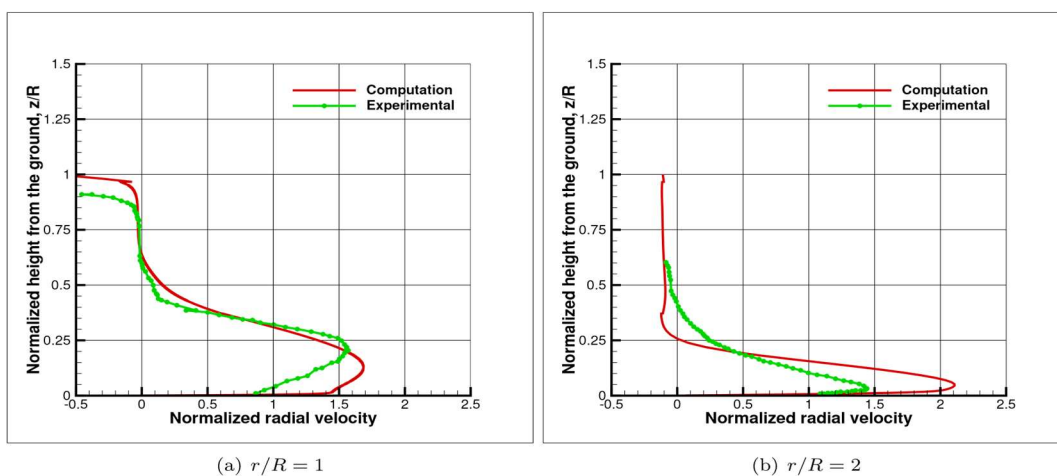 Normalized height from the ground, z/R
1.5
1.25
1
0.75
0.5
0.25
0
-0.5
0
0.5
1
1.5
2
2.5
Normalized radial velocity
Computation
Experimental
(a) r/R = 1
Normalized height from the ground, z/R
1.5
1.25
1
0.75
0.5
0.25
0
-0.5
0
0.5
1
1.5
2
2.5
Normalized radial velocity
Computation
Experimental
(b) r/R = 2